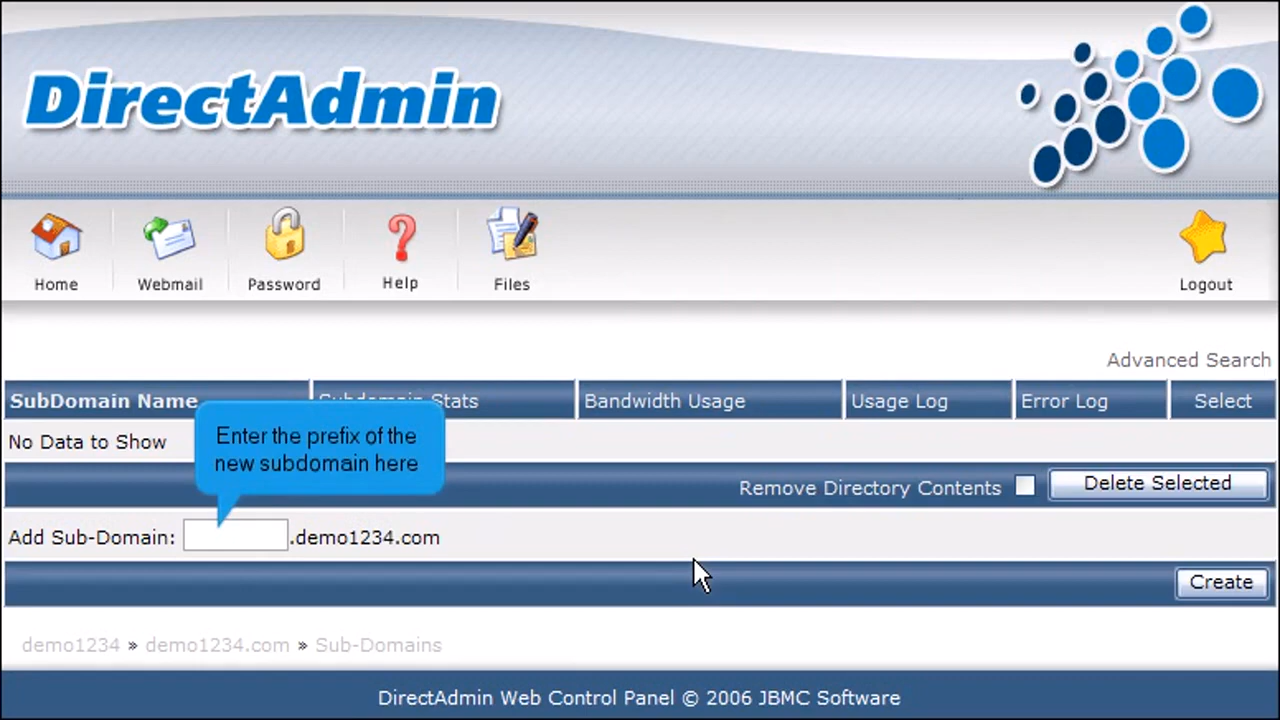 DirectAdmin
Home
Webmail
Password
Help
Files
Logout
Advanced Search
SubDomain Name
Subdomain Stats
Bandwidth Usage
Usage Log
Error Log
Select
No Data to Show
Enter the prefix of the
new subdomain here
Remove Directory Contents
Delete Selected
Add Sub-Domain:
.demo1234.com
Create
demo1234 » demo1234.com » Sub-Domains
DirectAdmin Web Control Panel © 2006 JBMC Software